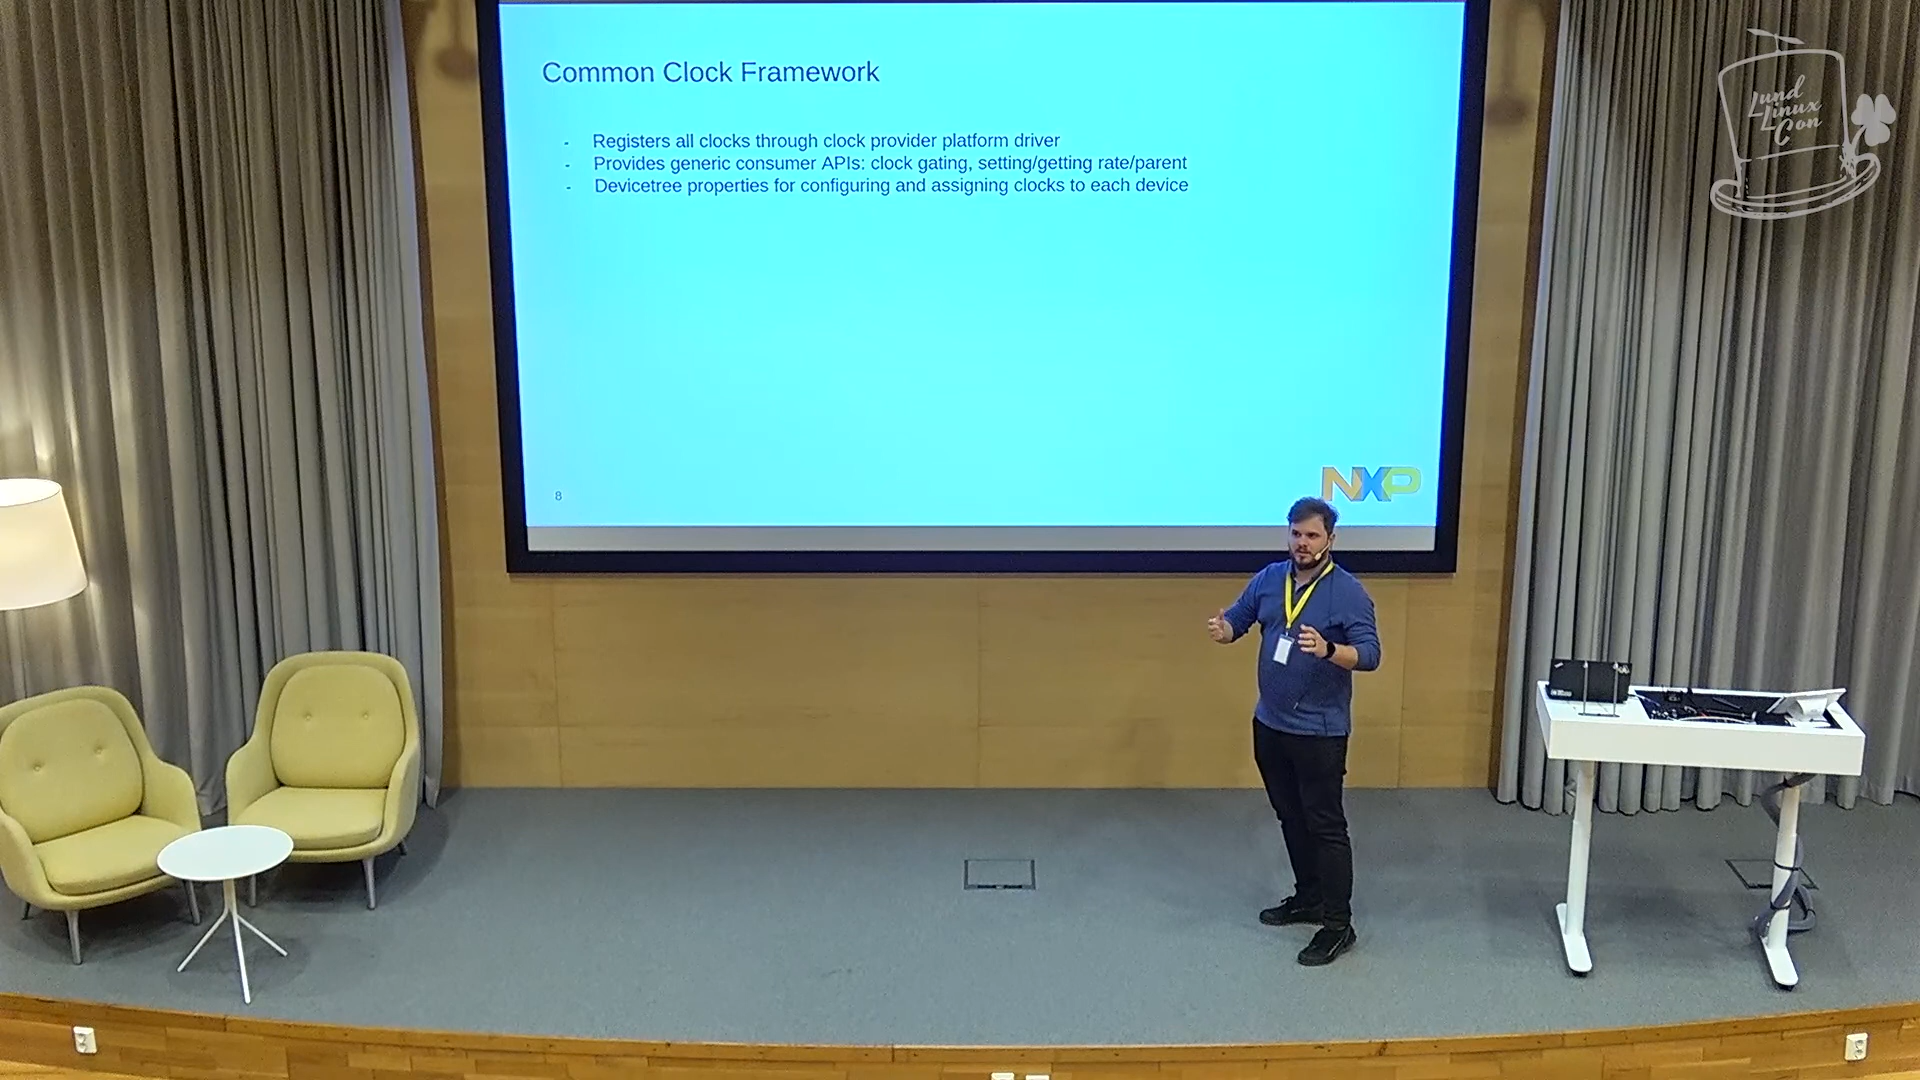 Common Clock Framework
- Registers all clocks through clock provider platform driver
- Provides generic consumer APIs: clock gating, setting/getting rate/parent
- Devicetree properties for configuring and assigning clocks to each device
8
NXP
Lund
Linux
Con